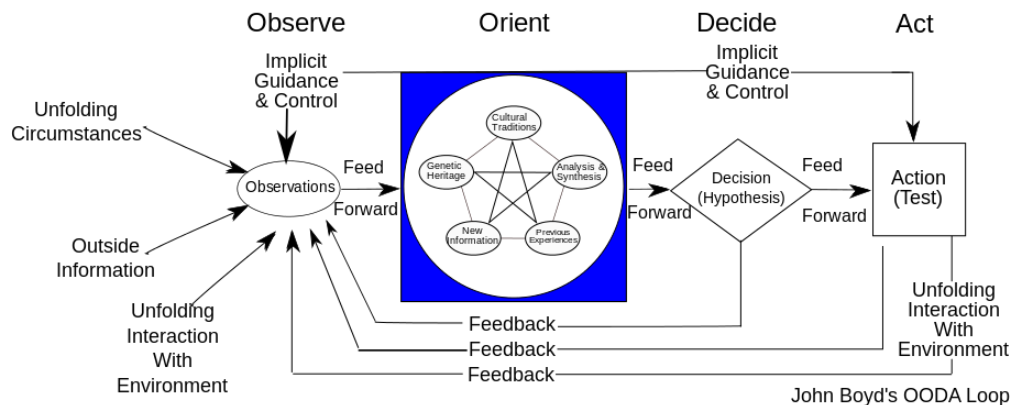 Observe
Orient
Decide
Act
Implicit
Guidance
& Control
Implicit
Guidance
& Control
Unfolding
Circumstances
Observations
Feed
Forward
Cultural
Traditions
Genetic
Heritage
Analysis &
Synthesis
New
Information
Previous
Experiences
Feed
Forward
Decision
(Hypothesis)
Feed
Forward
Action
(Test)
Outside
Information
Unfolding
Interaction
With
Environment
Feedback
Feedback
Feedback
Unfolding
Interaction
With
Environment
John Boyd's OODA Loop